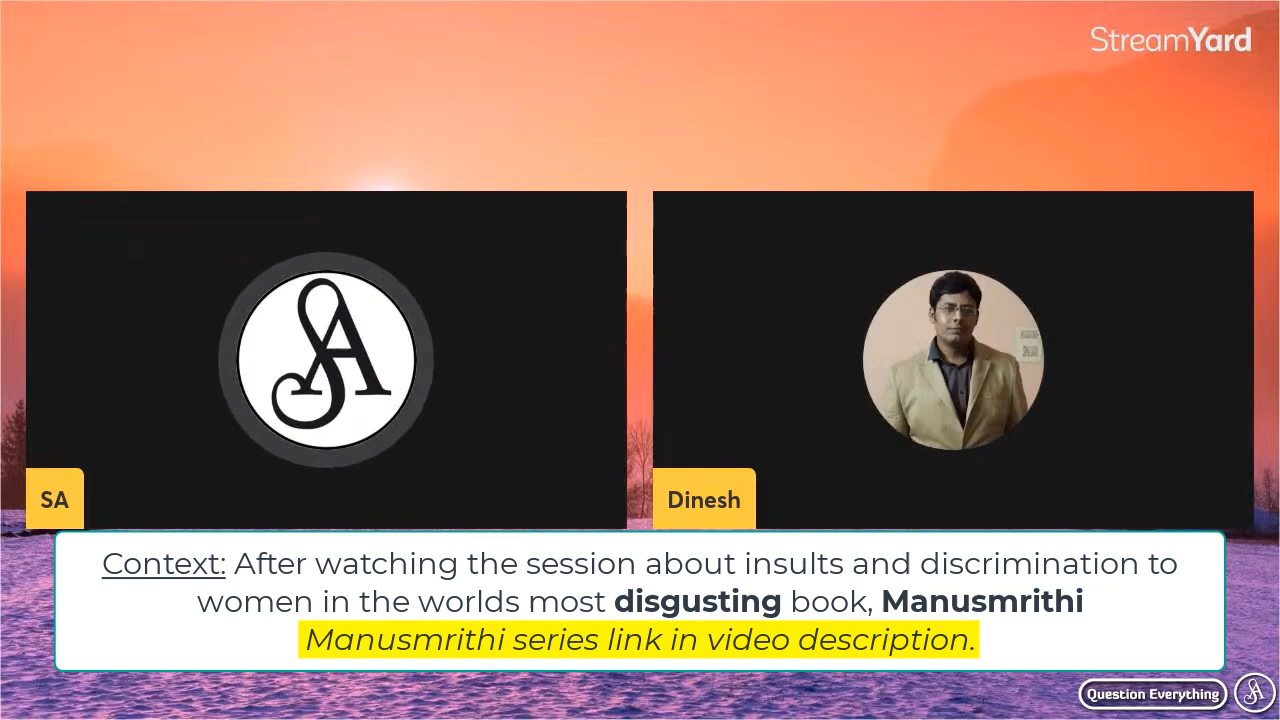 StreamYard
SA
SA
Dinesh
Context: After watching the session about insults and discrimination to
women in the worlds most disgusting book, Manusmrithi
Manusmrithi series link in video description.
Question Everything